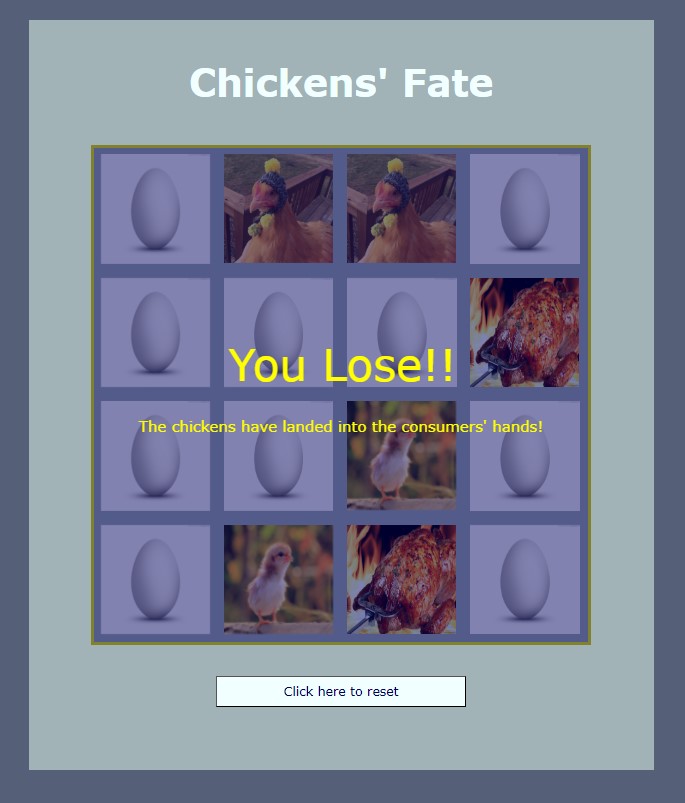 Chickens' Fate
You Lose!!
The chickens have landed into the consumers' hands!
Click here to reset